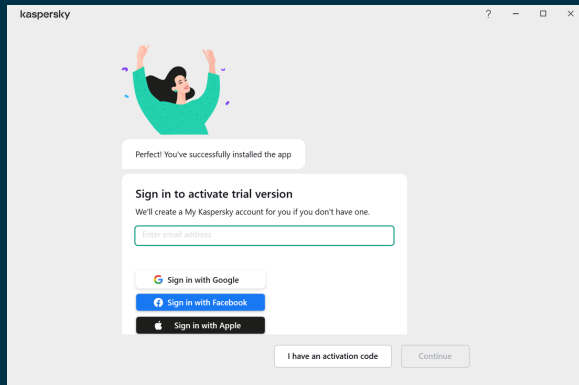 kaspersky
Perfect! You've successfully installed the app
Sign in to activate trial version
We'll create a My Kaspersky account for you if you don't have one.
Enter email address
Sign in with Google
Sign in with Facebook
Sign in with Apple
I have an activation code
Continue